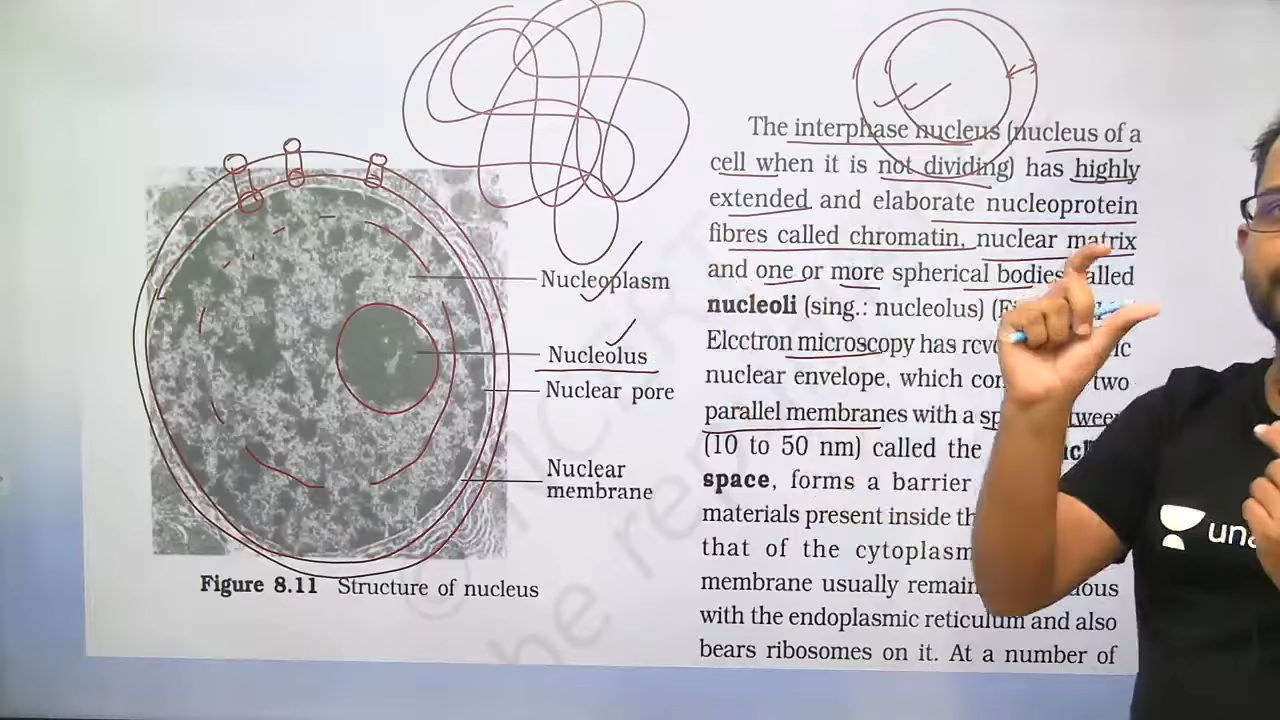 Nucleoplasm
Nucleolus
Nuclear pore
Nuclear
membrane
Figure 8.11 Structure of nucleus
The interphase nucleus (nucleus of a
cell when it is not dividing) has highly
extended and elaborate nucleoprotein
fibres called chromatin, nuclear matrix
and one or more spherical bodies called
nucleoli (sing.: nucleolus)
Electron microscopy has
nuclear envelope, which two
parallel membranes with a
(10 to 50 nm) called the
space, forms a barrier
materials present inside
that of the cytoplasm
membrane usually
with the endoplasmic reticulum and also
bears ribosomes on it. At a number of
una